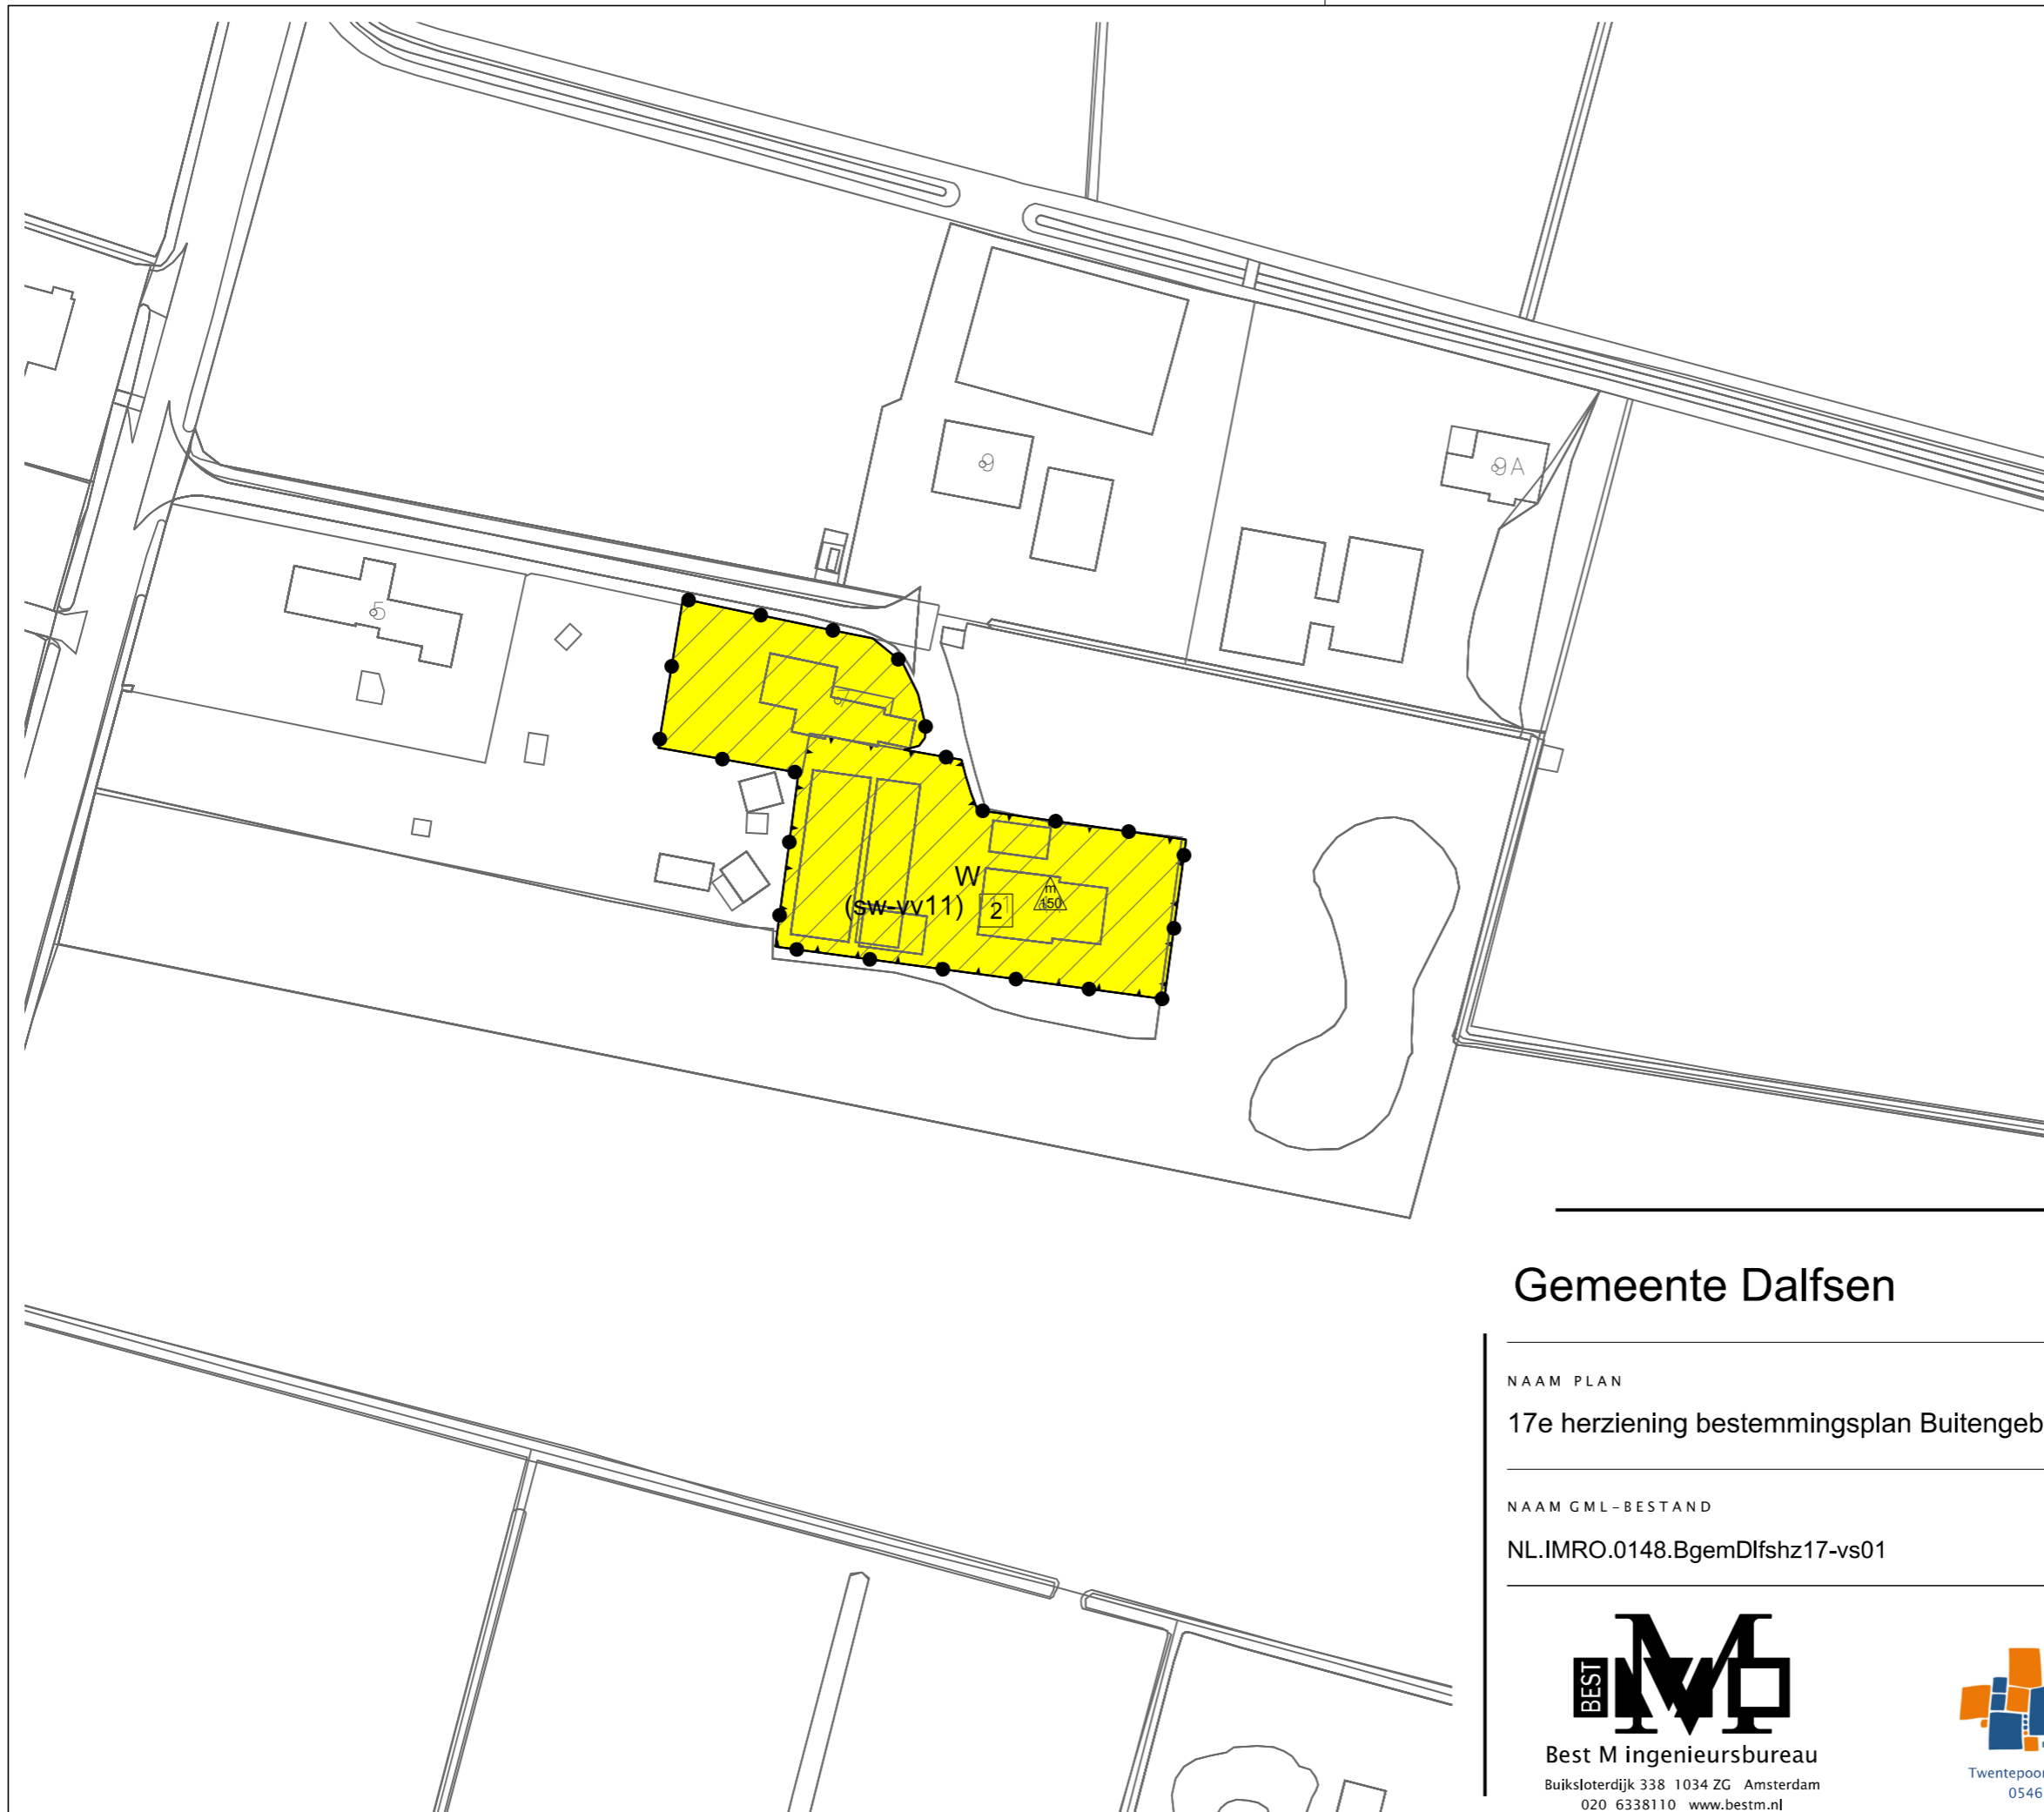 9
9A
5
7
W
(sw-vv11)
2
m
150
Gemeente Dalfsen
NAAM PLAN
17e herziening bestemmingsplan Buitengeb
NAAM GML-BESTAND
NL.IMRO.0148.BgemDlfshz17-vs01
BEST
M
Best M ingenieursbureau
Buiksloterdijk 338 1034 ZG Amsterdam
020 6338110 www.bestm.nl
Twentepoor
0546